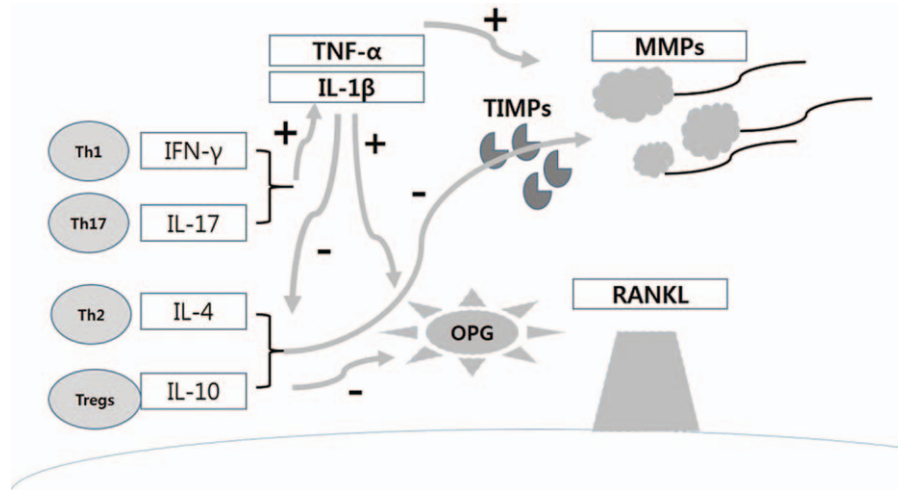 +
TNF-α
MMPs
IL-1β
TIMPs
+
+
Th1
IFN-γ
-
Th17
IL-17
-
RANKL
Th2
IL-4
OPG
Tregs
IL-10
-